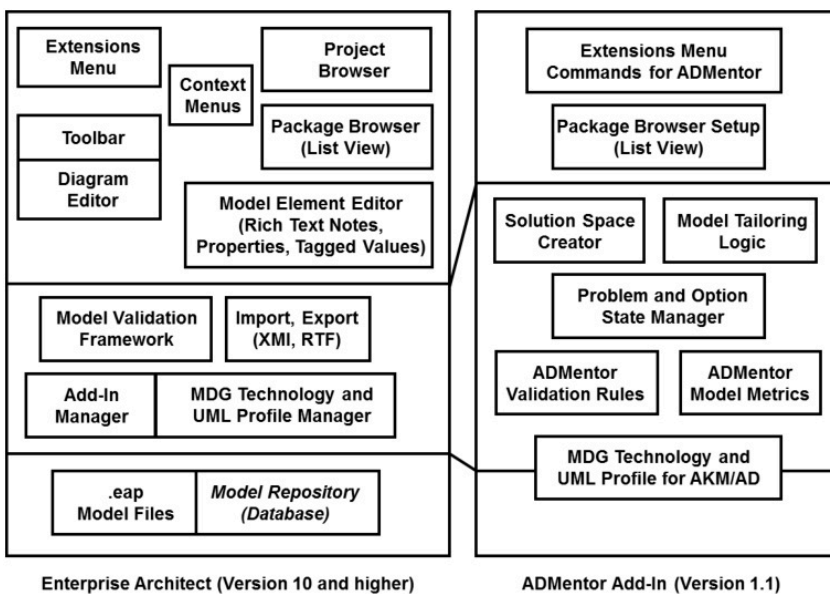 Extensions
Menu
Context
Menus
Project
Browser
Toolbar
Diagram
Editor
Package Browser
(List View)
Model Element Editor
(Rich Text Notes,
Properties, Tagged Values)
Model Validation
Framework
Import, Export
(XMI, RTF)
Add-In
Manager
MDG Technology and
UML Profile Manager
.eap
Model Files
Model Repository
(Database)
Enterprise Architect (Version 10 and higher)
Extensions Menu
Commands for ADMentor
Package Browser Setup
(List View)
Solution Space
Creator
Model Tailoring
Logic
Problem and Option
State Manager
ADMentor
Validation Rules
ADMentor
Model Metrics
MDG Technology and
UML Profile for AKM/AD
ADMentor Add-In (Version 1.1)